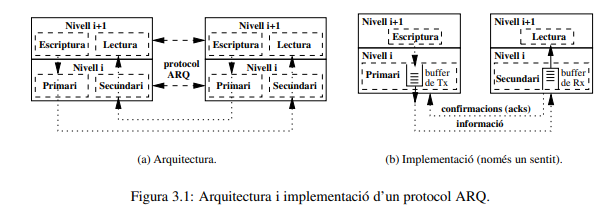 Nivell i+1
Escriptura Lectura
Nivell i
Primari Secundari
protocol
ARQ
Nivell i+1
Escriptura Lectura
Nivell i
Primari Secundari
(a) Arquitectura.
Nivell i+1
Escriptura
Nivell i
Primari
buffer
de Tx
Nivell i+1
Lectura
Nivell i
Secundari
buffer
de Rx
confirmacions (acks)
informació
(b) Implementació (només un sentit).
Figura 3.1: Arquitectura i implementació d'un protocol ARQ.